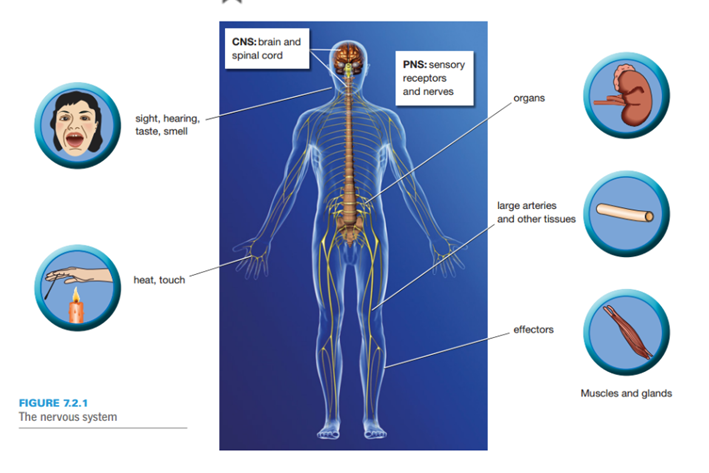 CNS: brain and
spinal cord
PNS: sensory
receptors
and nerves
sight, hearing,
taste, smell
organs
large arteries
and other tissues
heat, touch
effectors
Muscles and glands
FIGURE 7.2.1
The nervous system